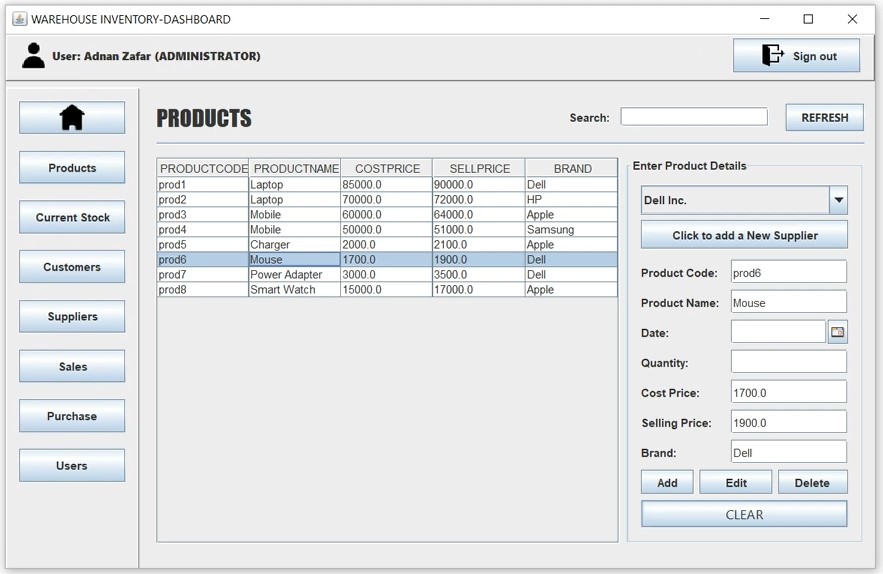 WAREHOUSE INVENTORY-DASHBOARD
User: Adnan Zafar (ADMINISTRATOR)
Sign out
Products
Current Stock
Customers
Suppliers
Sales
Purchase
Users
PRODUCTS
Search:
REFRESH
PRODUCTCODE PRODUCTNAME COSTPRICE SELLPRICE BRAND
prod1 Laptop 85000.0 90000.0 Dell
prod2 Laptop 70000.0 72000.0 HP
prod3 Mobile 60000.0 64000.0 Apple
prod4 Mobile 50000.0 51000.0 Samsung
prod5 Charger 2000.0 2100.0 Apple
prod6 Mouse 1700.0 1900.0 Dell
prod7 Power Adapter 3000.0 3500.0 Dell
prod8 Smart Watch 15000.0 17000.0 Apple
Enter Product Details
Dell Inc.
Click to add a New Supplier
Product Code: prod6
Product Name: Mouse
Date:
Quantity:
Cost Price: 1700.0
Selling Price: 1900.0
Brand: Dell
Add Edit Delete
CLEAR